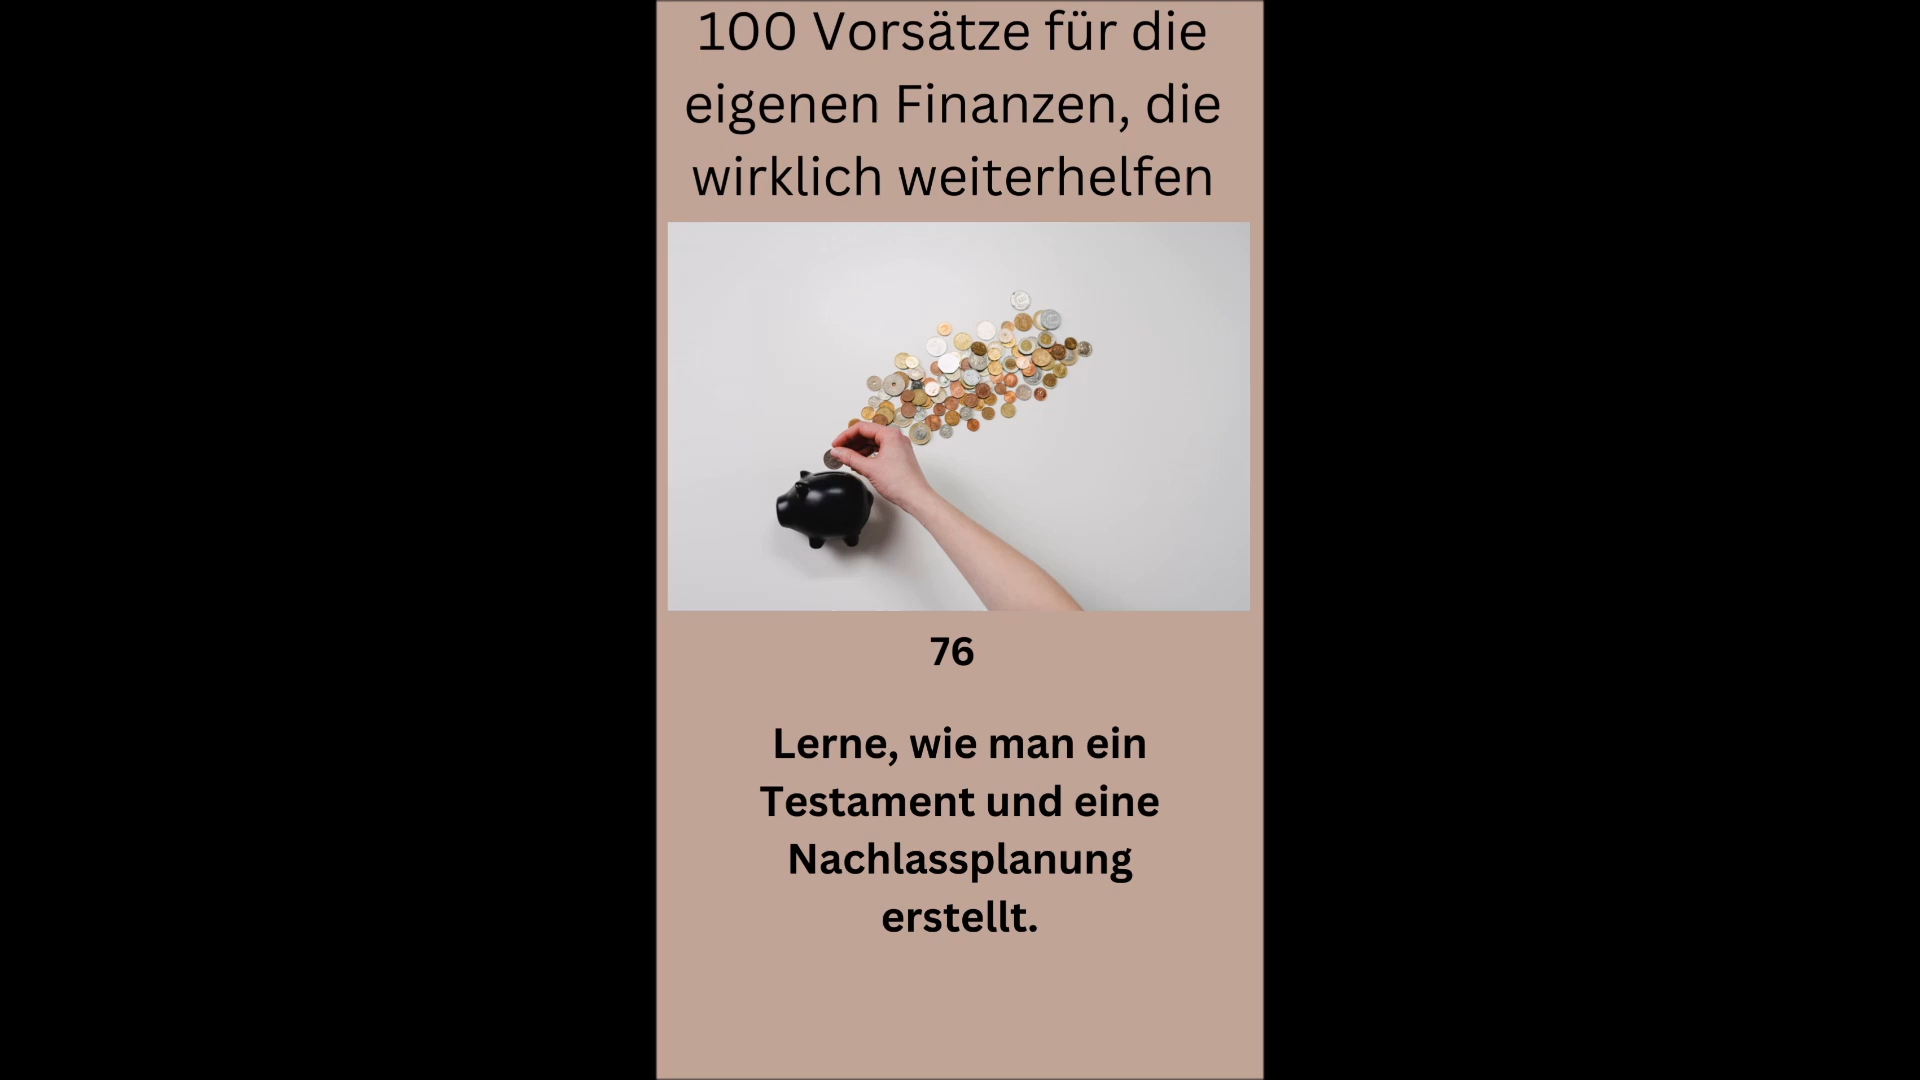 100 Vorsätze für die
eigenen Finanzen, die
wirklich weiterhelfen
76
Lerne, wie man ein
Testament und eine
Nachlassplanung
erstellt.